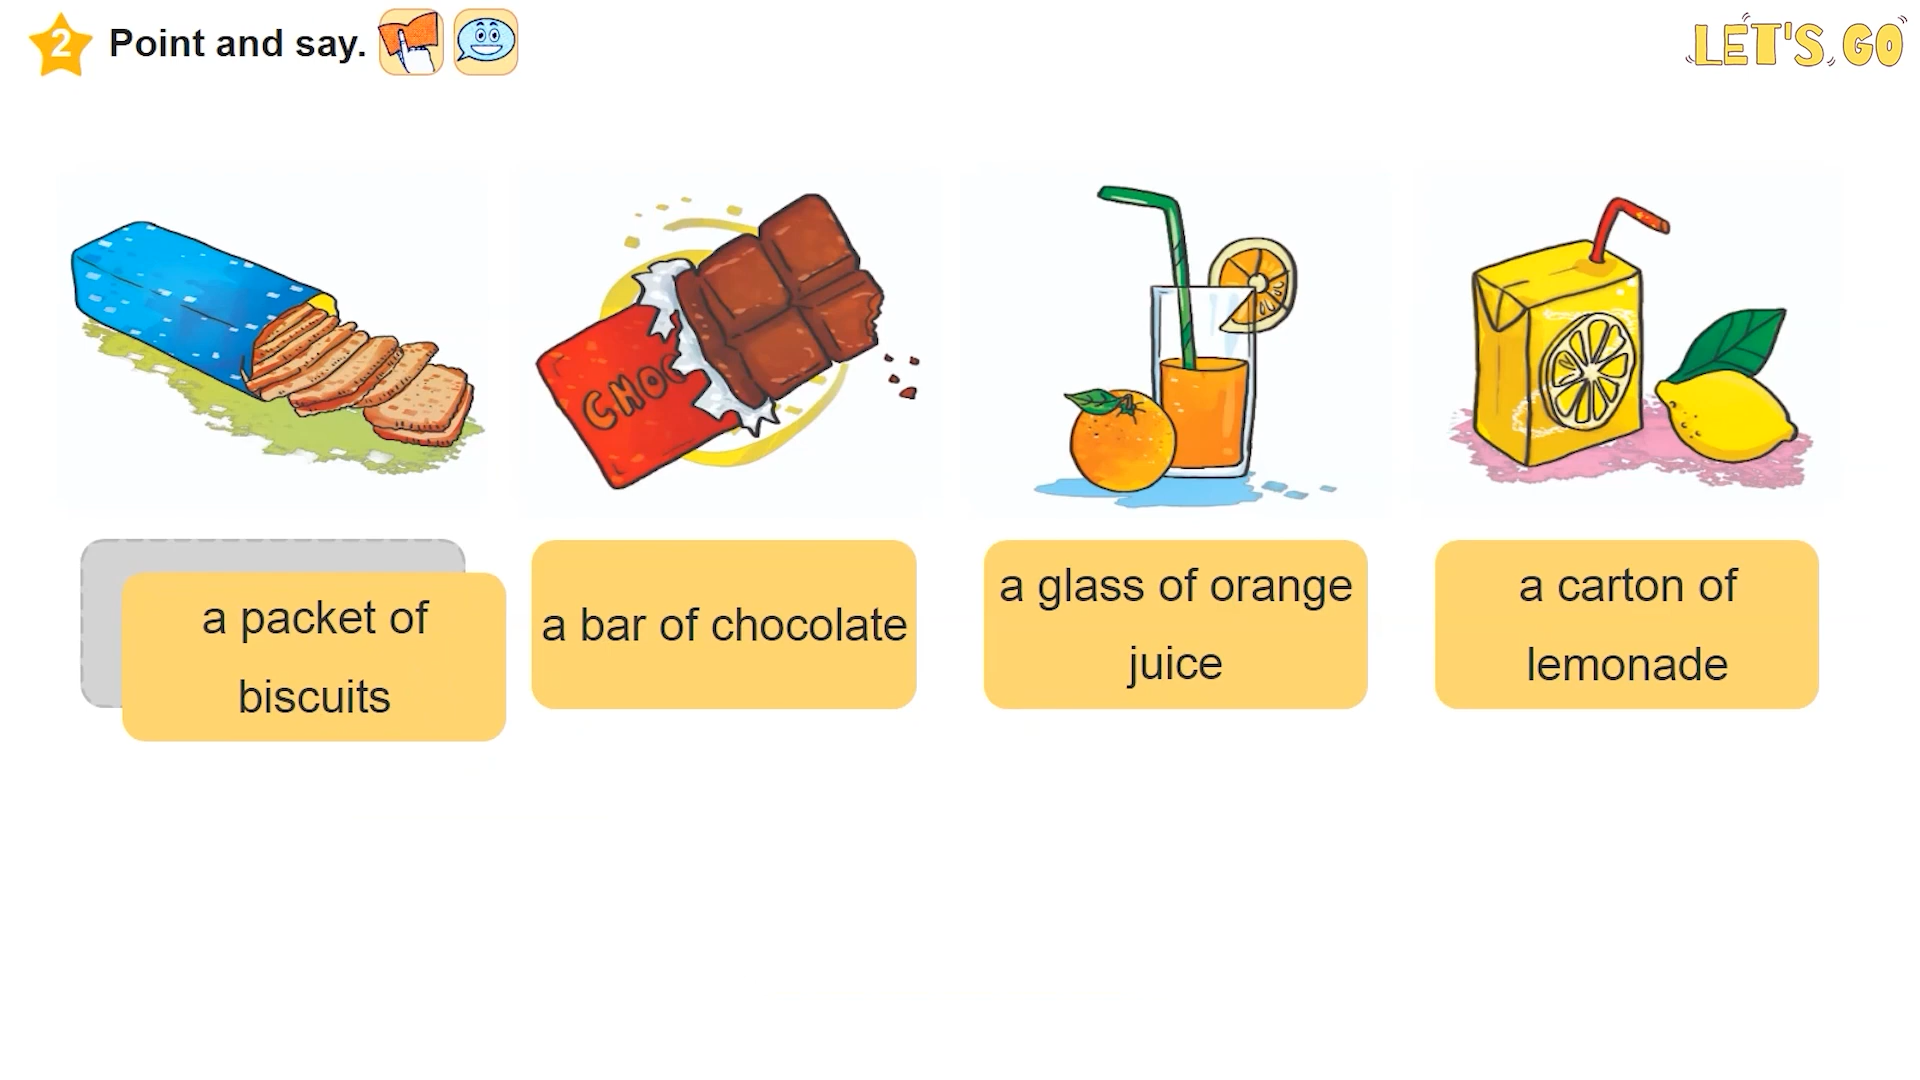 2 Point and say.
LET'S GO
CHOC
a packet of
biscuits
a bar of chocolate
a glass of orange
juice
a carton of
lemonade